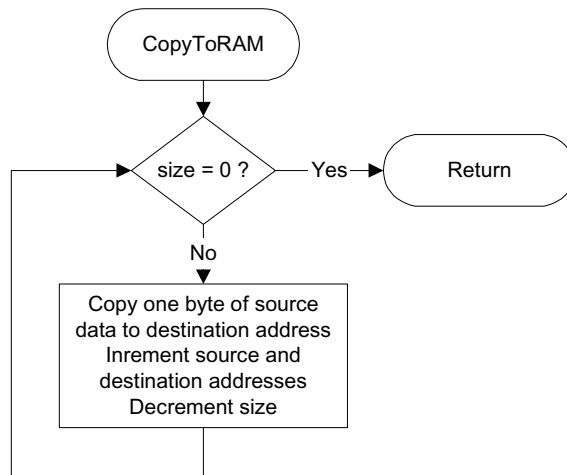 CopyToRAM
size = 0 ?
Yes
Return
No
Copy one byte of source
data to destination address
Inrement source and
destination addresses
Decrement size